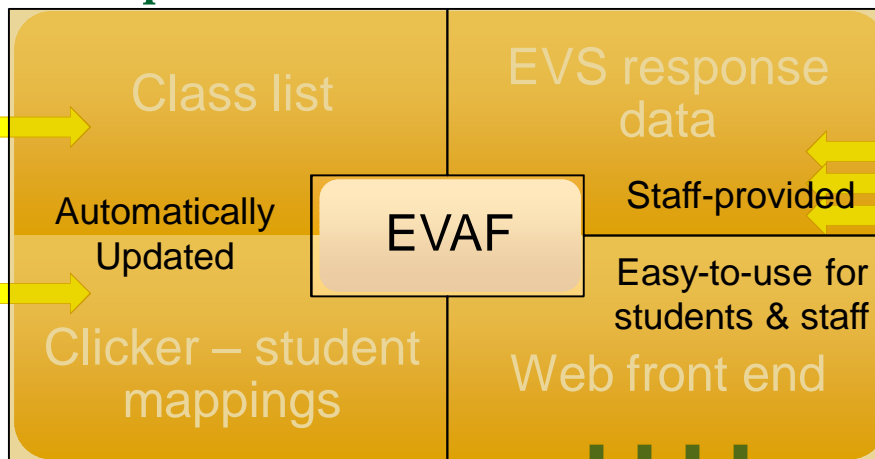 Class list
EVS response
data
Automatically
Updated
EVAF
Staff-provided
Easy-to-use for
students & staff
Clicker – student
mappings
Web front end